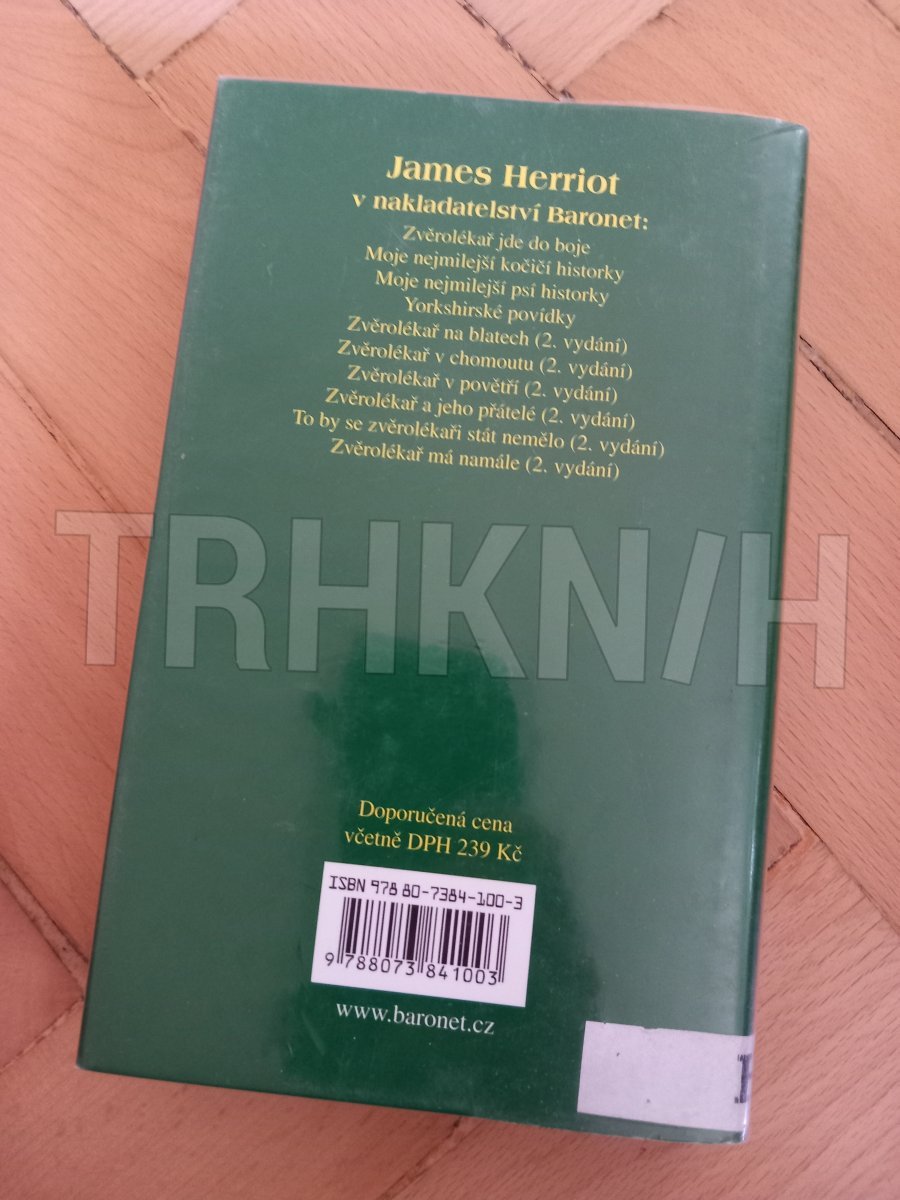 James Herriot
v nakladatelství Baronet:
Zvěrolékař jde do boje
Moje nejmilejší kočičí historky
Moje nejmilejší psí historky
Yorkshirské povídky
Zvěrolékař na blatech (2. vydání)
Zvěrolékař v chomoutu (2. vydání)
Zvěrolékař v povětří (2. vydání)
Zvěrolékař a jeho přátelé (2. vydání)
To by se zvěrolékaři stát nemělo (2. vydání)
Zvěrolékař má namále (2. vydání)
TRHKNIH
Doporučená cena
včetně DPH 239 Kč
ISBN 978 80-7384-100-3
9 788073 841003
www.baronet.cz